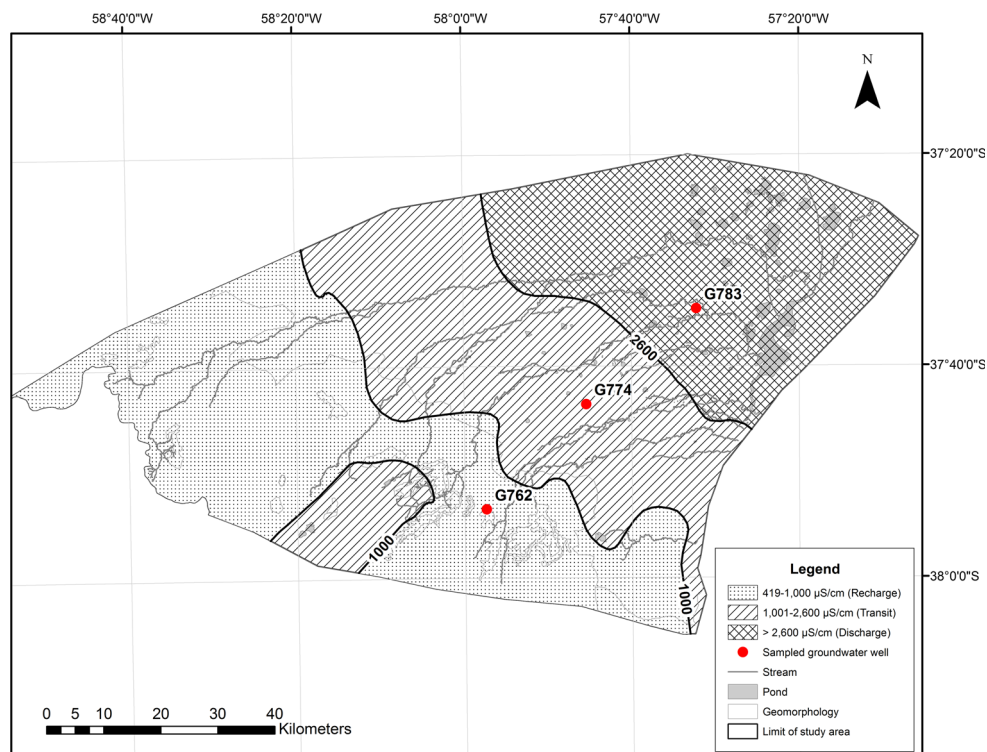 58°40'0"W 58°20'0"W 58°0'0"W 57°40'0"W 57°20'0"W
N
37°20'0"S
G783
2600
37°40'0"S
G774
G762
1000
38°0'0"S
1000
Legend
419-1,000 µS/cm (Recharge)
1,001-2,600 µS/cm (Transit)
> 2,600 µS/cm (Discharge)
Sampled groundwater well
Stream
Pond
Geomorphology
Limit of study area
0 5 10 20 30 40
Kilometers